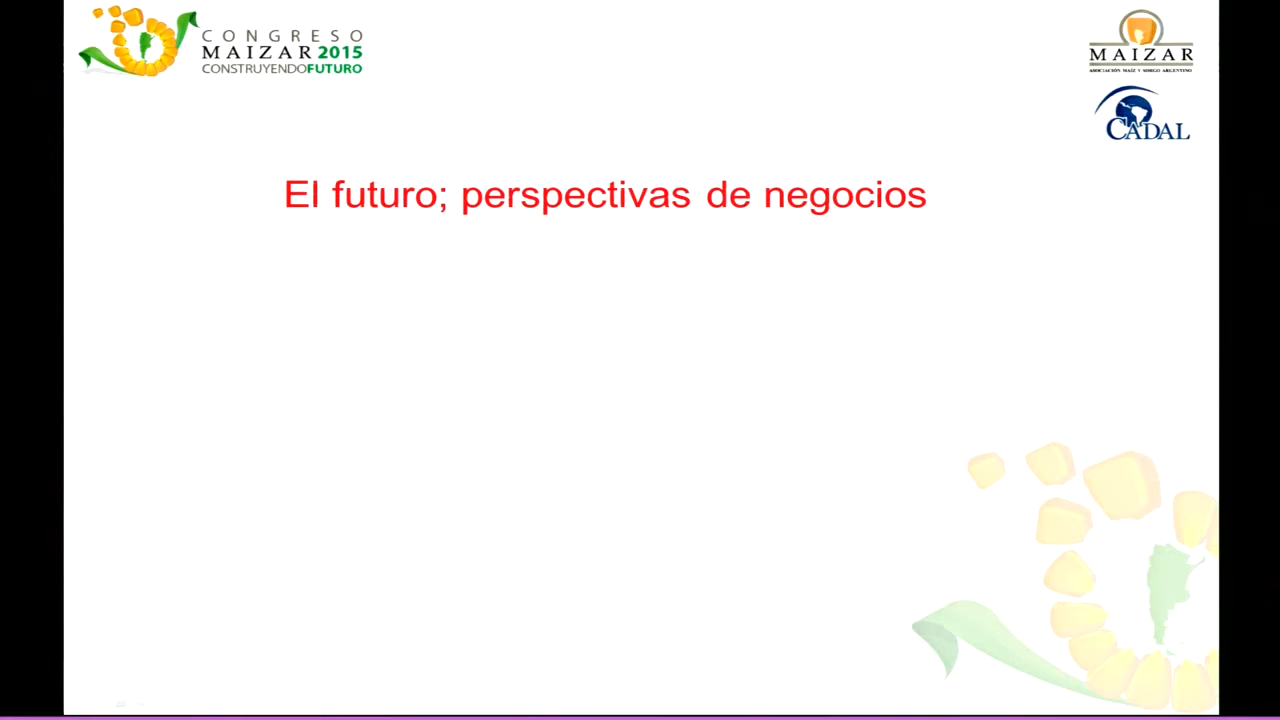 CONGRESO
MAIZAR 2015
CONSTRUYENDOFUTURO
MAIZAR
ASOCIACIÓN MAÍZ Y SORGO ARGENTINO
CADAL
El futuro; perspectivas de negocios